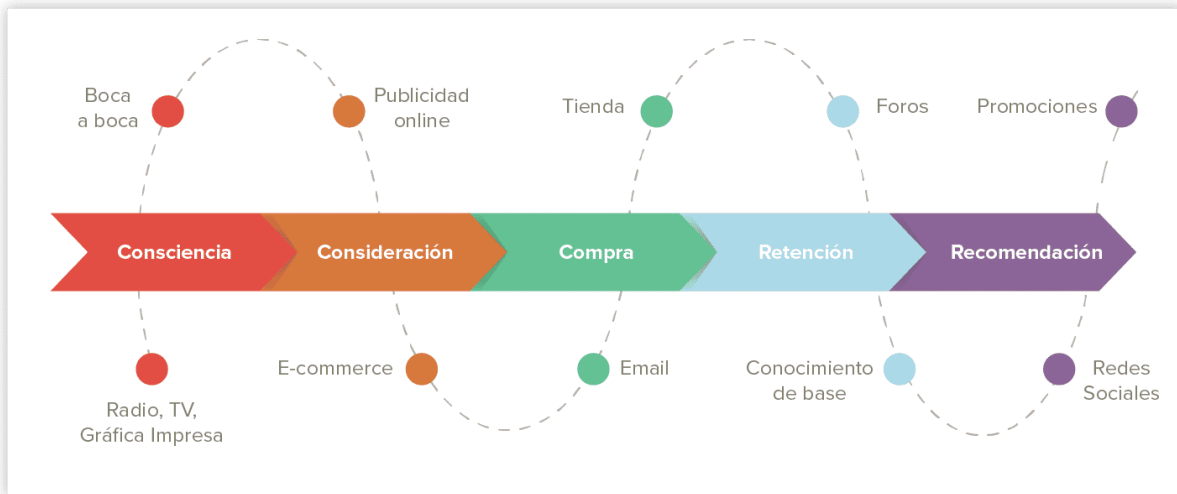 Boca
a boca
Publicidad
online
Tienda
Foros
Promociones
Consciencia
Consideración
Compra
Retención
Recomendación
Radio, TV,
Gráfica Impresa
E-commerce
Email
Conocimiento
de base
Redes
Sociales